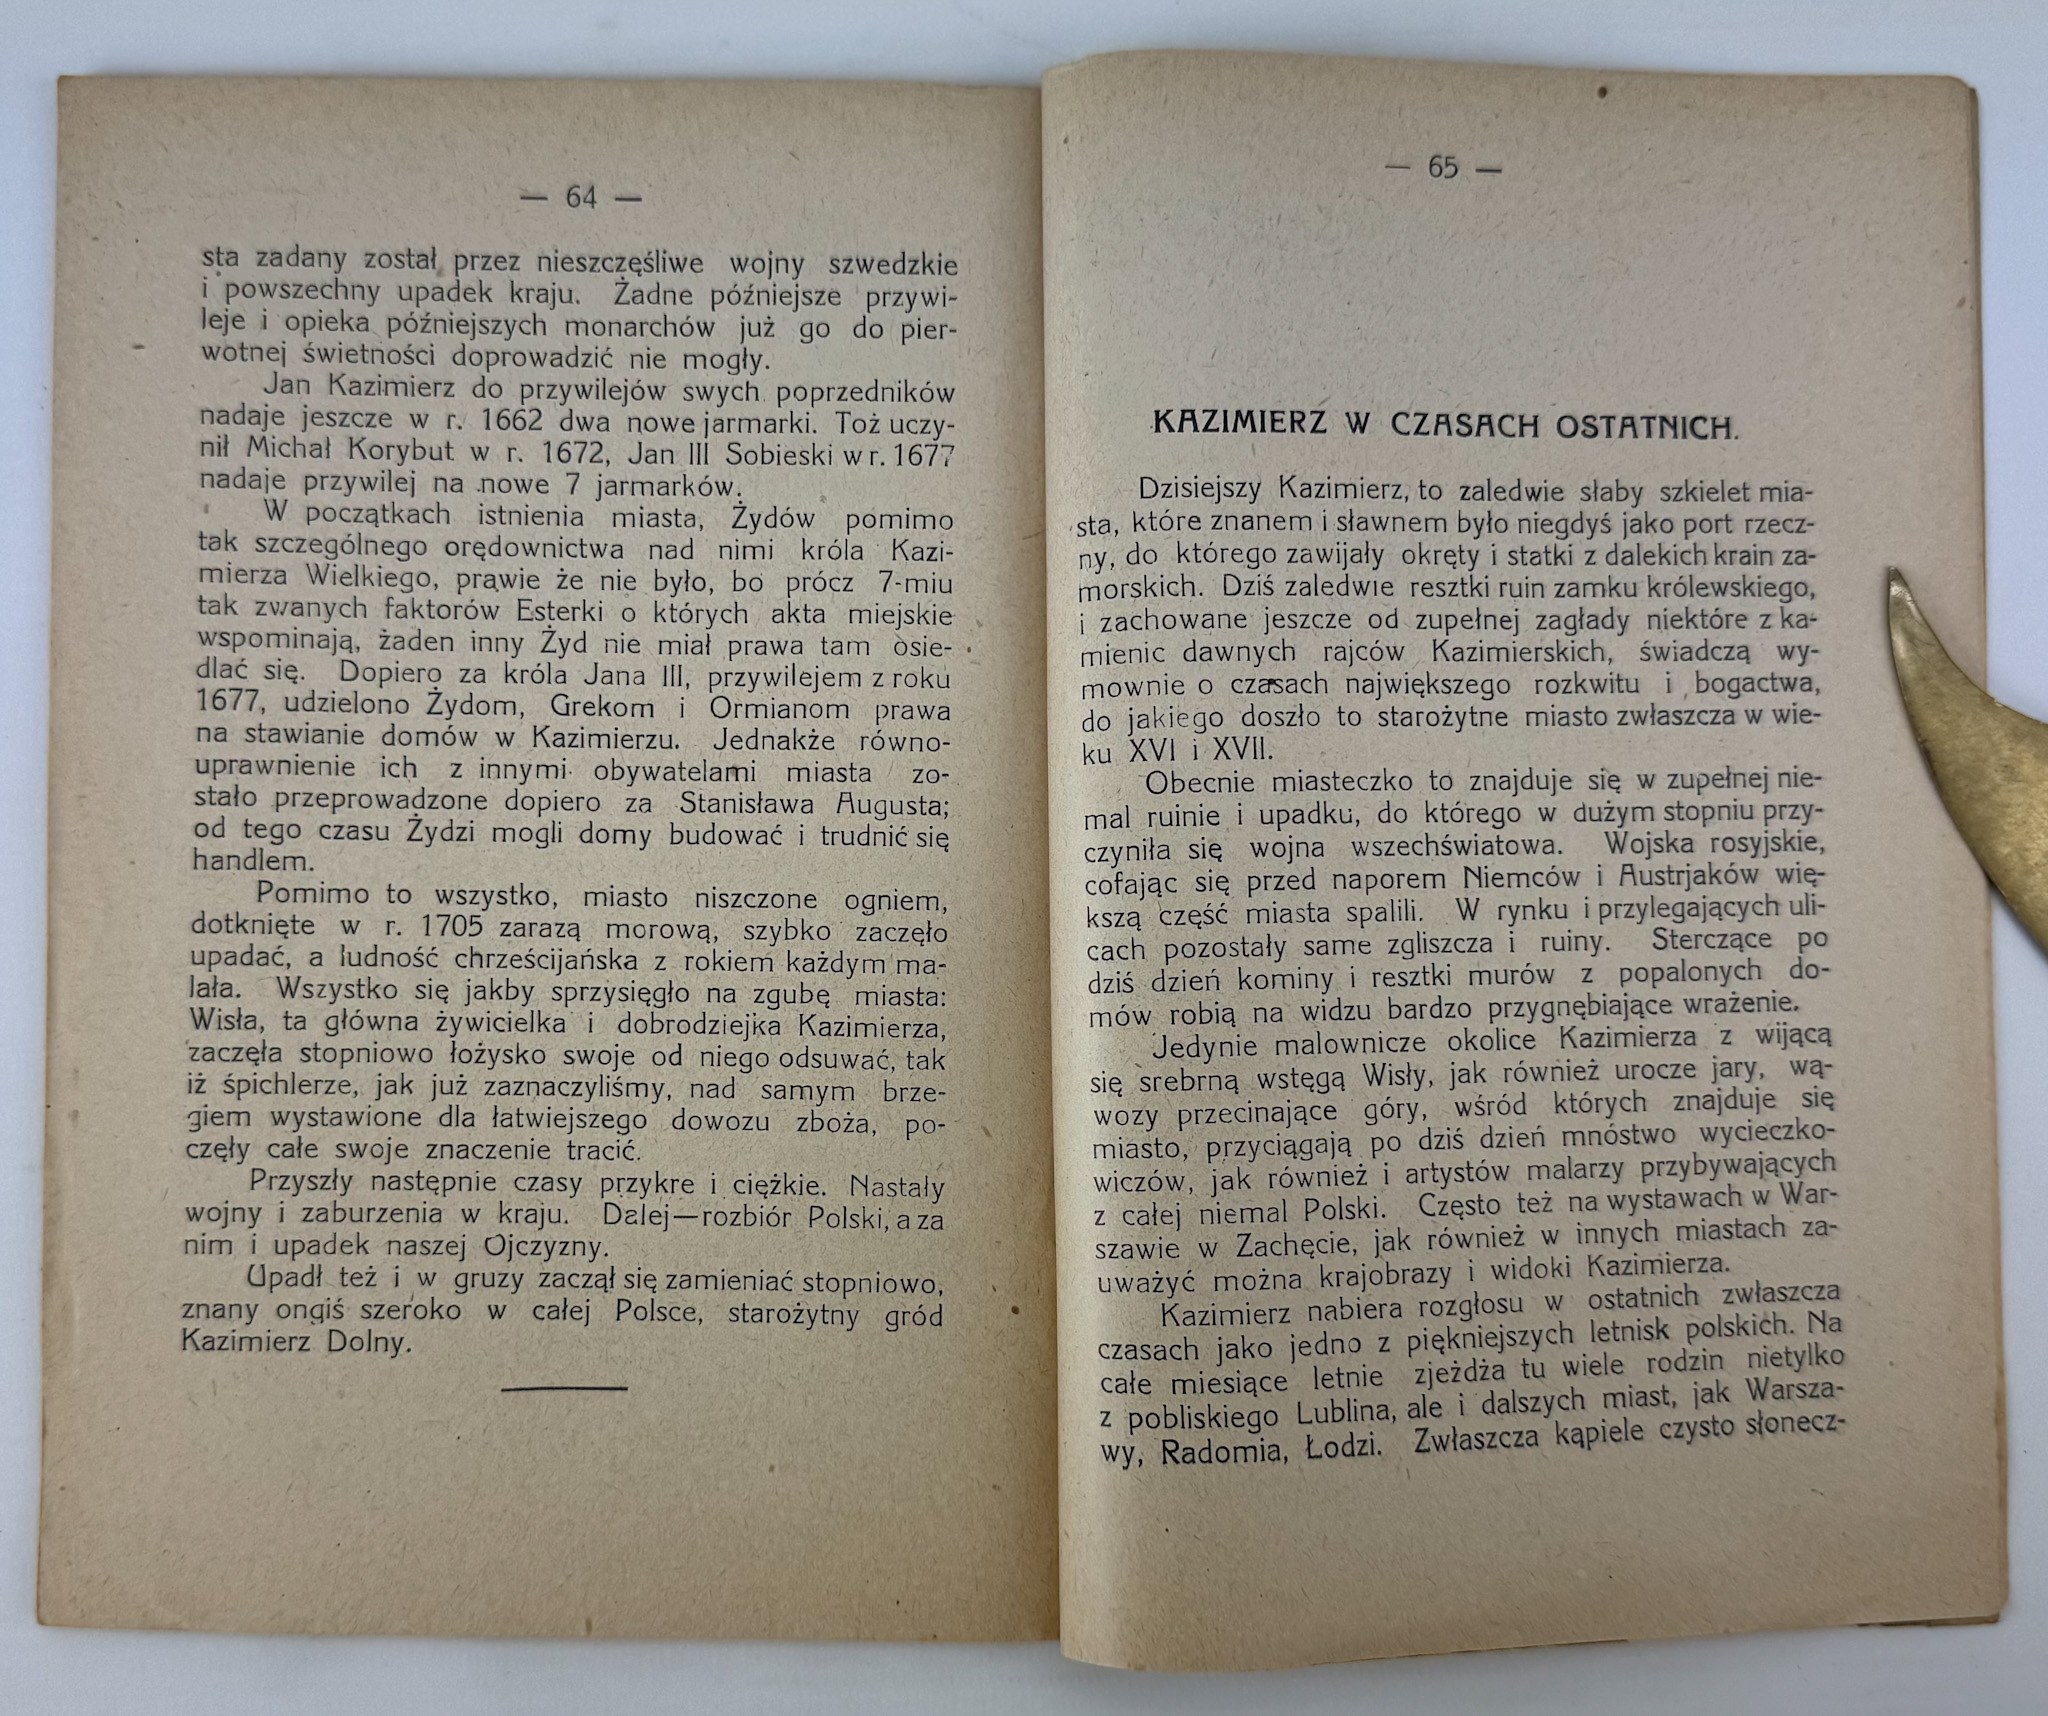 — 64 —
sta zadany został przez nieszczęśliwe wojny szwedzkie
i powszechny upadek kraju. Żadne późniejsze przywi-
leje i opieka późniejszych monarchów już go do pier-
wotnej świetności doprowadzić nie mogły.
Jan Kazimierz do przywilejów swych poprzedników
nadaje jeszcze w r. 1662 dwa nowe jarmarki. Toż uczy-
nił Michał Korybut w r. 1672, Jan III Sobieski w r. 1677
nadaje przywilej na nowe 7 jarmarków.
W początkach istnienia miasta, Żydów pomimo
tak szczególnego orędownictwa nad nimi króla Kazi-
mierza Wielkiego, prawie że nie było, bo prócz 7-miu
tak zwanych faktorów Esterki o których akta miejskie
wspominają, żaden inny Żyd nie miał prawa tam osie-
dlać się. Dopiero za króla Jana III, przywilejem z roku
1677, udzielono Żydom, Grekom i Ormianom prawa
na stawianie domów w Kazimierzu. Jednakże równo-
uprawnienie ich z innymi obywatelami miasta zo-
stało przeprowadzone dopiero za Stanisława Augusta;
od tego czasu Żydzi mogli domy budować i trudnić się
handlem.
Pomimo to wszystko, miasto niszczone ogniem,
dotknięte w r. 1705 zarazą morową, szybko zaczęło
upadać, a ludność chrześcijańska z rokiem każdym ma-
lała. Wszystko się jakby sprzysięgło na zgubę miasta:
Wisła, ta główna żywicielka i dobrodziejka Kazimierza,
zaczęła stopniowo łożysko swoje od niego odsuwać, tak
iż śpichlerze, jak już zaznaczyliśmy, nad samym brze-
giem wystawione dla łatwiejszego dowozu zboża, po-
częły całe swoje znaczenie tracić.
Przyszły następnie czasy przykre i ciężkie. Nastały
wojny i zaburzenia w kraju. Dalej—rozbiór Polski, a za
nim i upadek naszej Ojczyzny.
Upadł też i w gruzy zaczął się zamieniać stopniowo,
znany ongiś szeroko w całej Polsce, starożytny gród
Kazimierz Dolny.
— 65 —
KAZIMIERZ W CZASACH OSTATNICH.
Dzisiejszy Kazimierz, to zaledwie słaby szkielet mia-
sta, które znanem i sławnem było niegdyś jako port rzecz-
ny, do którego zawijały okręty i statki z dalekich krain za-
morskich. Dziś zaledwie resztki ruin zamku królewskiego,
i zachowane jeszcze od zupełnej zagłady niektóre z ka-
mienic dawnych rajców Kazimierskich, świadczą wy-
mownie o czasach największego rozkwitu i bogactwa,
do jakiego doszło to starożytne miasto zwłaszcza w wie-
ku XVI i XVII.
Obecnie miasteczko to znajduje się w zupełnej nie-
mal ruinie i upadku, do którego w dużym stopniu przy-
czyniła się wojna wszechświatowa. Wojska rosyjskie,
cofając się przed naporem Niemców i Austrjaków wię-
kszą część miasta spalili. W rynku i przylegających uli-
cach pozostały same zgliszcza i ruiny. Sterczące po
dziś dzień kominy i resztki murów z popalonych do-
mów robią na widzu bardzo przygnębiające wrażenie.
Jedynie malownicze okolice Kazimierza z wijącą
się srebrną wstęgą Wisły, jak również urocze jary, wą-
wozy przecinające góry, wśród których znajduje się
miasto, przyciągają po dziś dzień mnóstwo wycieczko-
wiczów, jak również i artystów malarzy przybywających
z całej niemal Polski. Często też na wystawach w War-
szawie w Zachęcie, jak również w innych miastach za-
uważyć można krajobrazy i widoki Kazimierza.
Kazimierz nabiera rozgłosu w ostatnich zwłaszcza
czasach jako jedno z piękniejszych letnisk polskich. Na
całe miesiące letnie zjeżdża tu wiele rodzin nietylko
z pobliskiego Lublina, ale i dalszych miast, jak Warsza-
wy, Radomia, Łodzi. Zwłaszcza kąpiele czysto słonecz-